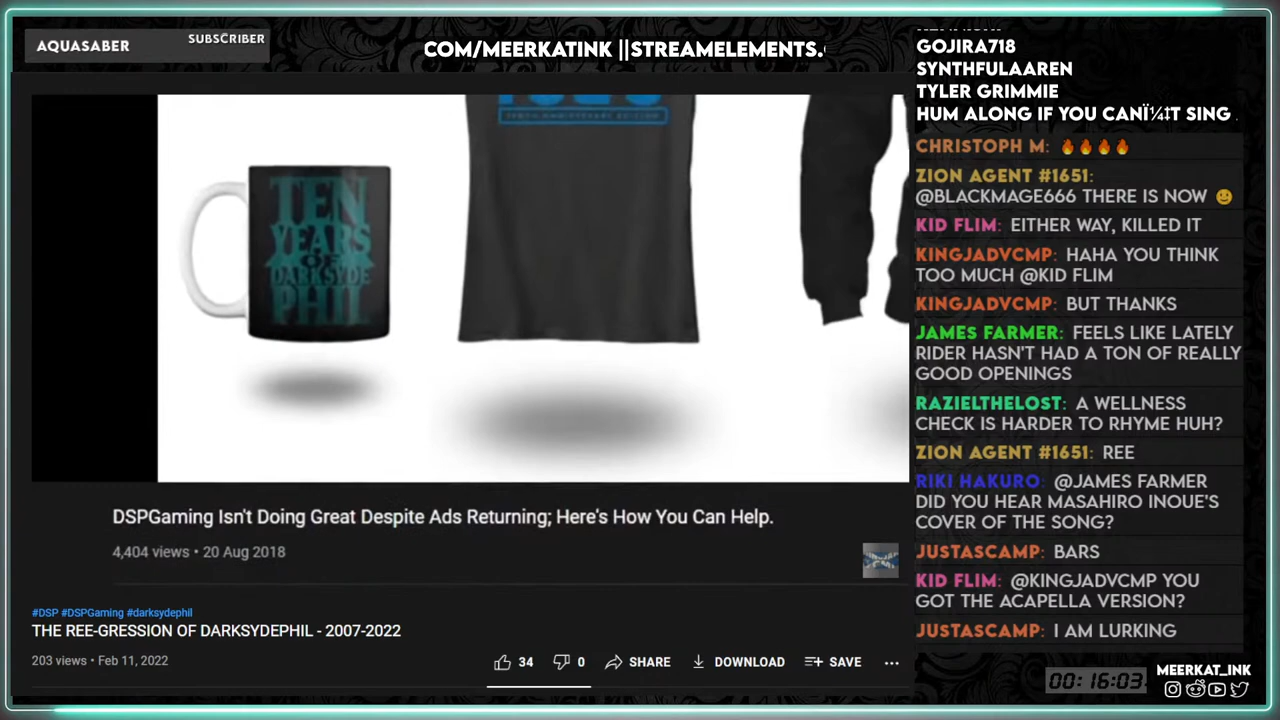 AQUASABER
SUBSCRIBER
COM/MEERKATINK ||STREAMELEMENTS.
GOJIRA718
SYNTHFULAAREN
TYLER GRIMMIE
HUM ALONG IF YOU CANÏ¼‡T SING
CHRISTOPH M: 🔥🔥🔥🔥
ZION AGENT #1651:
@BLACKMAGE666 THERE IS NOW 🙂
KID FLIM: EITHER WAY, KILLED IT
KINGJADVCMP: HAHA YOU THINK
TOO MUCH @KID FLIM
KINGJADVCMP: BUT THANKS
JAMES FARMER: FEELS LIKE LATELY
RIDER HASN'T HAD A TON OF REALLY
GOOD OPENINGS
RAZIELTHELOST: A WELLNESS
CHECK IS HARDER TO RHYME HUH?
ZION AGENT #1651: REE
RIKI HAKURO: @JAMES FARMER
DID YOU HEAR MASAHIRO INOUE'S
COVER OF THE SONG?
JUSTASCAMP: BARS
KID FLIM: @KINGJADVCMP YOU
GOT THE ACAPELLA VERSION?
JUSTASCAMP: I AM LURKING
TEN
YEARS
OF
DARKSYDE
PHIL
TENTH ANNIVERSARY EDITION
DSPGaming Isn't Doing Great Despite Ads Returning; Here's How You Can Help.
4,404 views • 20 Aug 2018
#DSP #DSPGaming #darksydephil
THE REE-GRESSION OF DARKSYDEPHIL - 2007-2022
203 views • Feb 11, 2022
34 0 SHARE DOWNLOAD SAVE ...
00:16:03
MEERKAT_INK